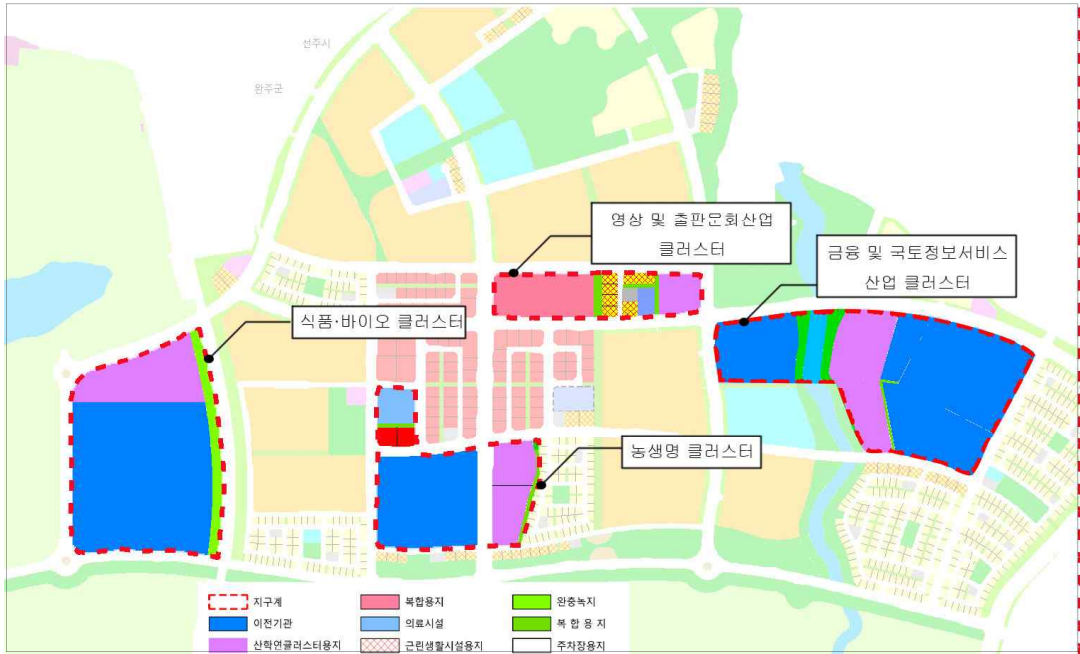 선주시
완주군
영상 및 출판문화산업
클러스터
금융 및 국토정보서비스
산업 클러스터
식품·바이오 클러스터
농생명 클러스터
지구계
복합용지
완충녹지
이전기관
의료시설
복 합 용 지
산학연클러스터용지
근린생활시설용지
주차장용지